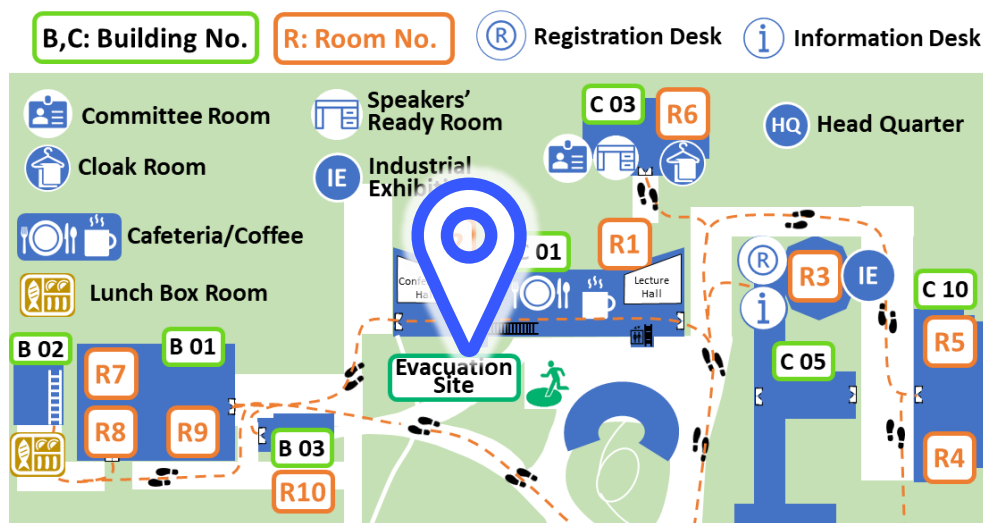 B,C: Building No.
R: Room No.
R
Registration Desk
i
Information Desk
Committee Room
Speakers’
Ready Room
C 03
R6
HQ
Head Quarter
Cloak Room
IE
Industrial
Cafeteria/Coffee
R1
01
Lecture
Hall
R
R3
IE
i
Lunch Box Room
C 10
B 02
B 01
R5
R7
Evacuation
Site
C 05
R8
R9
B 03
R4
R10